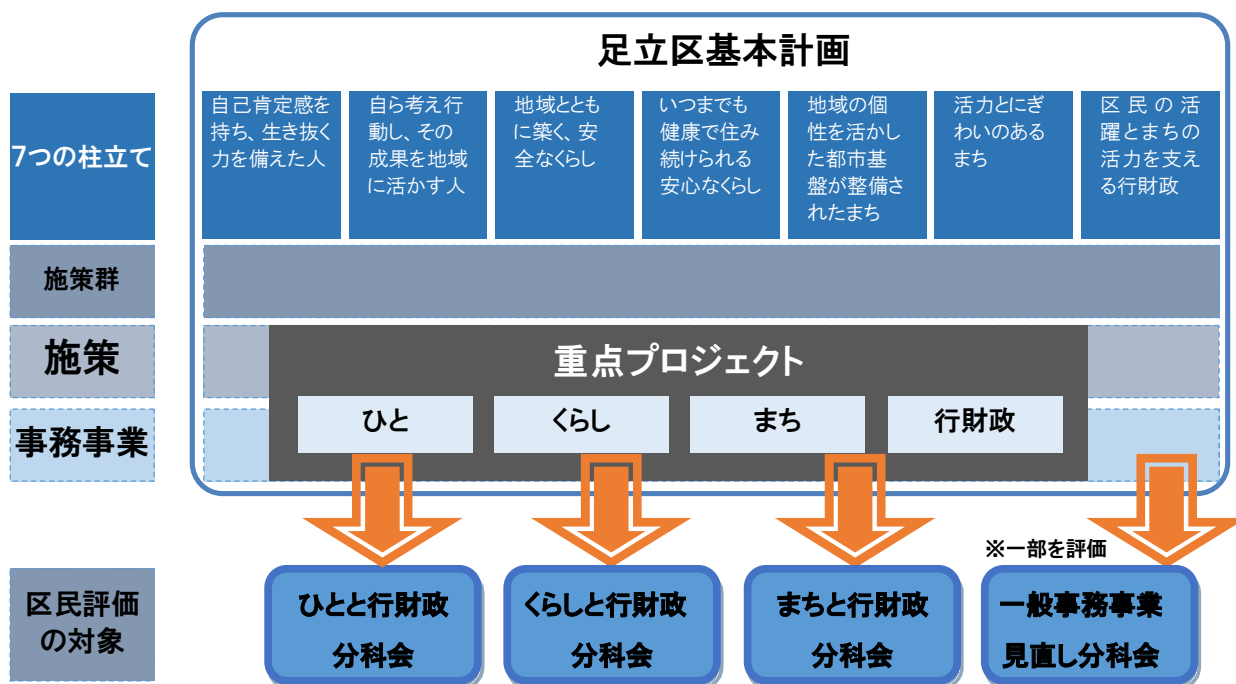 足立区基本計画
7つの柱立て
自己肯定感を
持ち、生き抜く
力を備えた人
自ら考え行
動し、その
成果を地域
に活かす人
地域ととも
に築く、安
全なくらし
いつまでも
健康で住み
続けられる
安心なくらし
地域の個
性を活かし
た都市基
盤が整備さ
れたまち
活力とにぎ
わいのある
まち
区民の活
躍とまちの
活力を支え
る行財政
施策群
施策
重点プロジェクト
事務事業
ひと
くらし
まち
行財政
※一部を評価
区民評価
の対象
ひとと行財政
分科会
くらしと行財政
分科会
まちと行財政
分科会
一般事務事業
見直し分科会